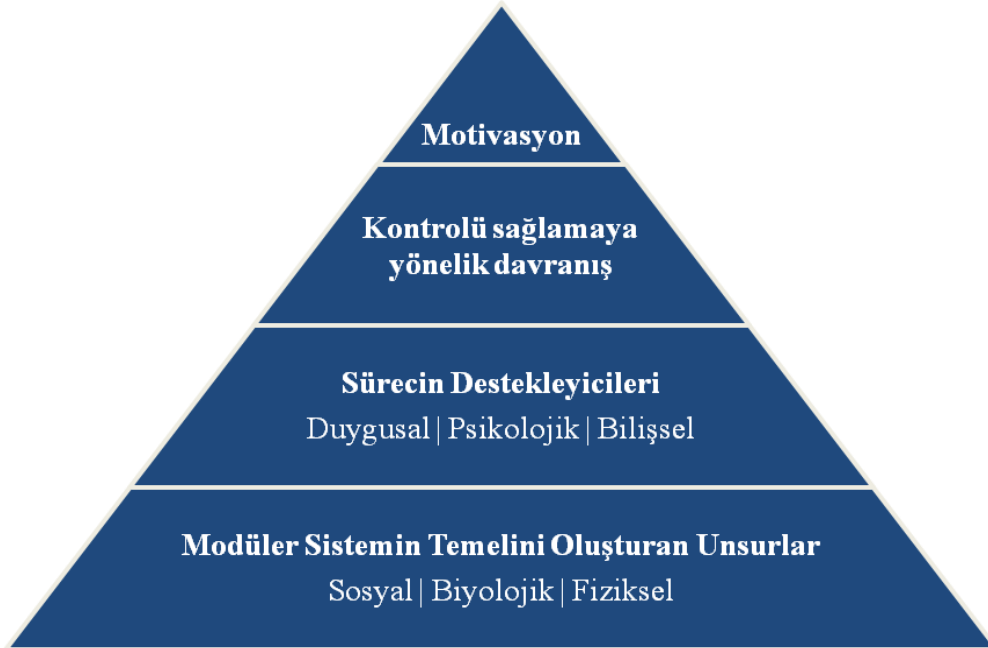 Motivasyon
Kontrolü sağlamaya
yönelik davranış
Sürecin Destekleyicileri
Duygusal | Psikolojik | Bilişsel
Modüler Sistemin Temelini Oluşturan Unsurlar
Sosyal | Biyolojik | Fiziksel